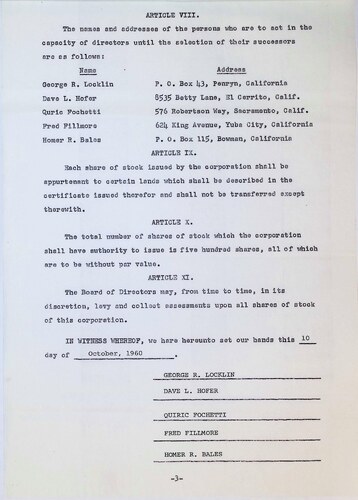 ARTICLE VIII.
The names and addresses of the persons who are to act in the
capacity of directors until the selection of their successors
are as follows:
Name Address
George R. Locklin P. O. Box 43, Penryn, California
Dave L. Hofer 8535 Betty Lane, El Cerrito, Calif.
Quric Fochetti 576 Robertson Way, Sacramento, Calif.
Fred Fillmore 624 King Avenue, Yuba City, California
Homer R. Bales P. O. Box 115, Bowman, California
ARTICLE IX.
Each share of stock issued by the corporation shall be
appurtenant to certain lands which shall be described in the
certificate issued therefor and shall not be transferred except
therewith.
ARTICLE X.
The total number of shares of stock which the corporation
shall have authority to issue is five hundred shares, all of which
are to be without par value.
ARTICLE XI.
The Board of Directors may, from time to time, in its
discretion, levy and collect assessments upon all shares of stock
of this corporation.
IN WITNESS WHEREOF, we have hereunto set our hands this 10
day of October, 1960.
GEORGE R. LOCKLIN
DAVE L. HOFER
QUIRIC FOCHETTI
FRED FILLMORE
HOMER R. BALES
-3-